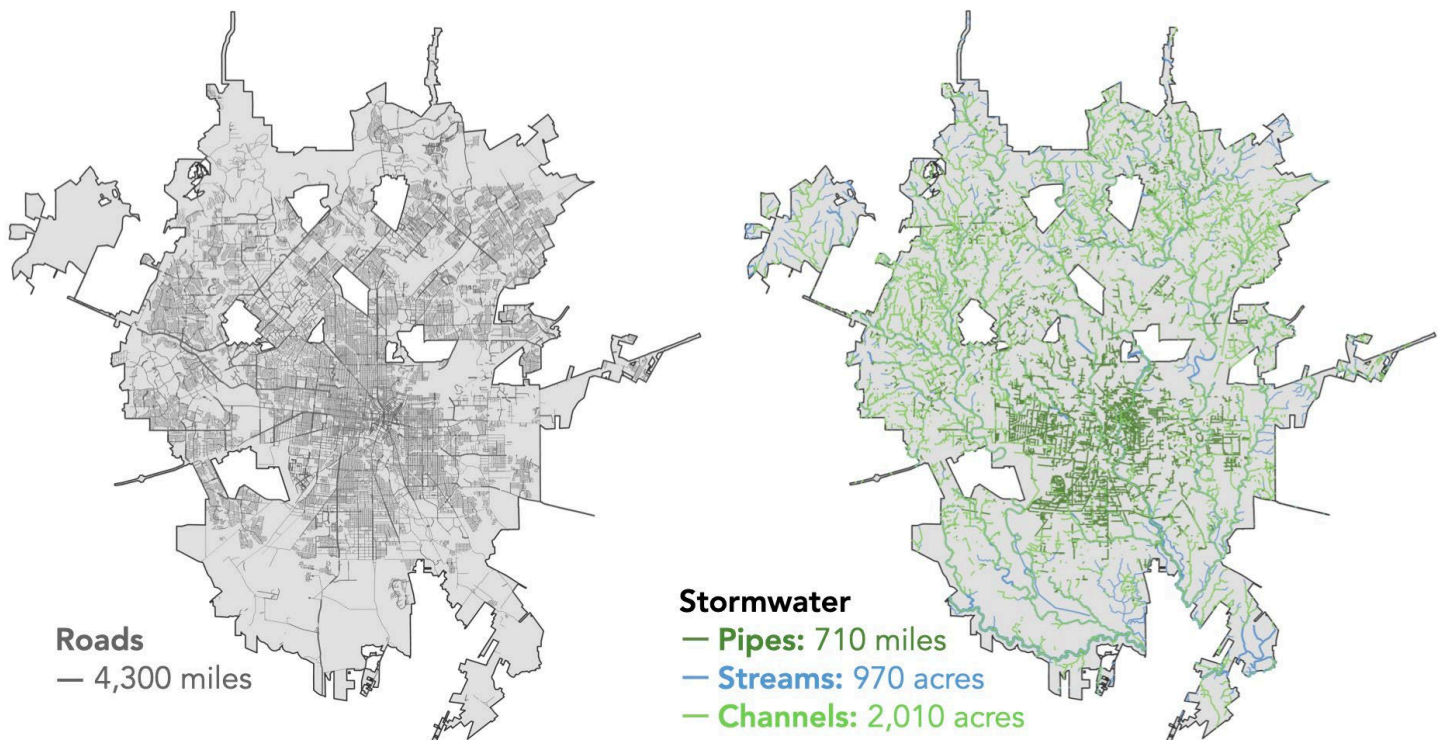 Roads
— 4,300 miles
Stormwater
— Pipes: 710 miles
— Streams: 970 acres
— Channels: 2,010 acres